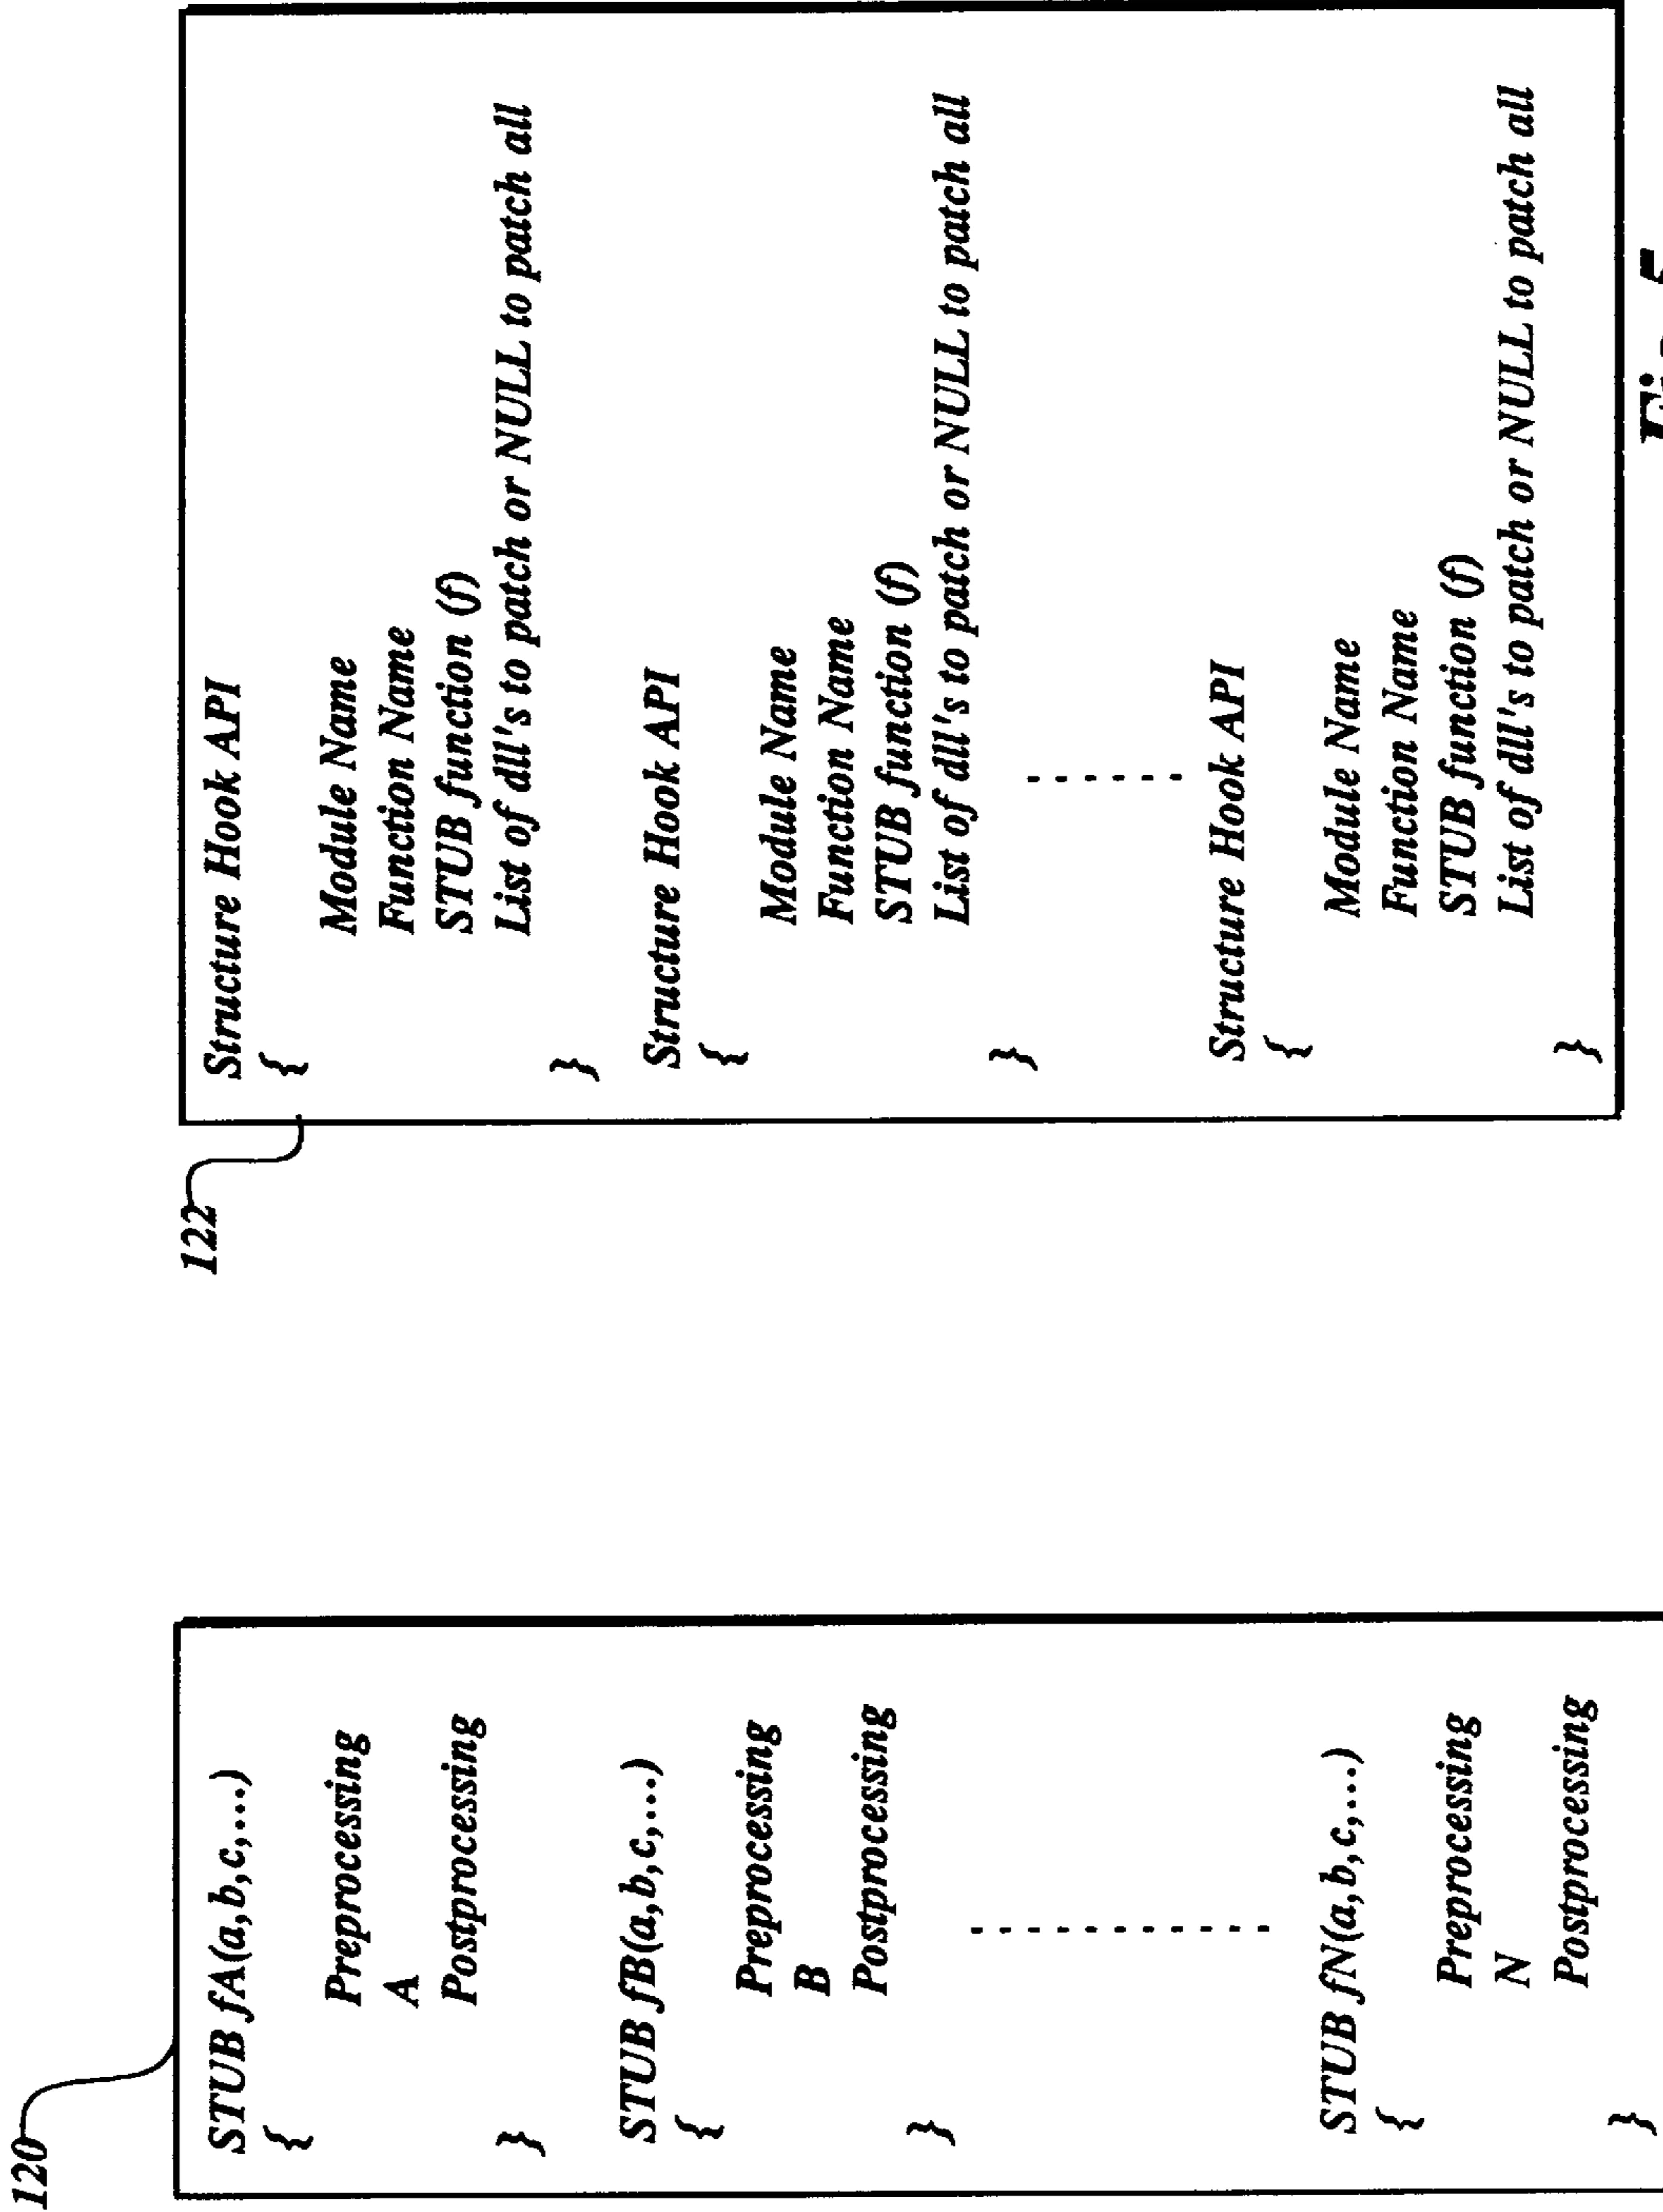 120
STUB fA(a,b,c,...)
{
Preprocessing
A
Postprocessing
}
STUB fB(a,b,c,...)
{
Preprocessing
B
Postprocessing
}
STUB fN(a,b,c,...)
{
Preprocessing
N
Postprocessing
}
122
Structure Hook API
{
Module Name
Function Name
STUB function (f)
List of dll's to patch or NULL to patch all
}
Structure Hook API
{
Module Name
Function Name
STUB function (f)
List of dll's to patch or NULL to patch all
}
Structure Hook API
{
Module Name
Function Name
STUB function (f)
List of dll's to patch or NULL to patch all
}